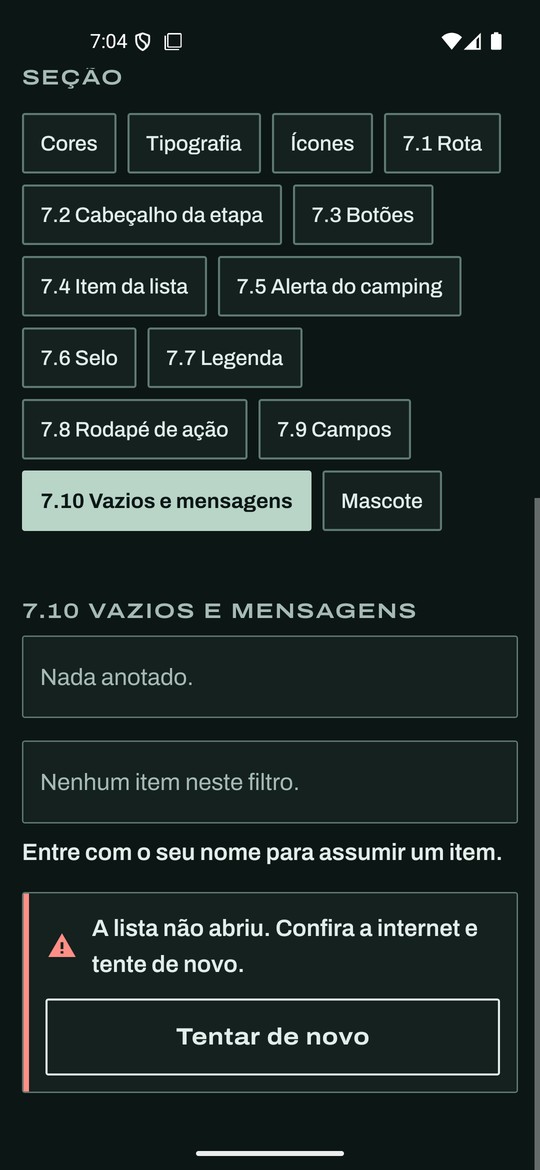 7:04
SEÇÃO
Cores
Tipografia
Ícones
7.1 Rota
7.2 Cabeçalho da etapa
7.3 Botões
7.4 Item da lista
7.5 Alerta do camping
7.6 Selo
7.7 Legenda
7.8 Rodapé de ação
7.9 Campos
7.10 Vazios e mensagens
Mascote
7.10 VAZIOS E MENSAGENS
Nada anotado.
Nenhum item neste filtro.
Entre com o seu nome para assumir um item.
A lista não abriu. Confira a internet e
tente de novo.
Tentar de novo